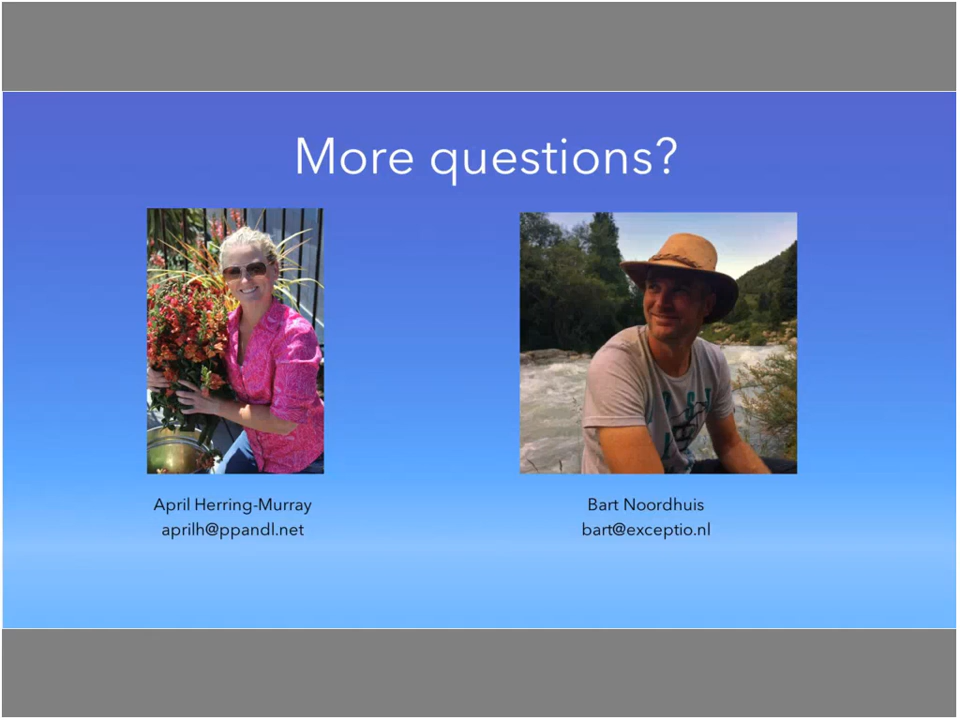 More questions?
April Herring-Murray
aprilh@ppandl.net
Bart Noordhuis
bart@exceptio.nl